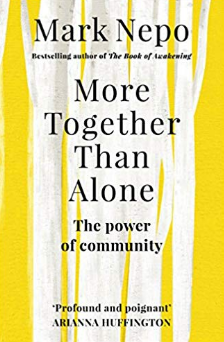 Mark Nepo
Bestselling author of The Book of Awakening
More
Together
Than
Alone
The power
of community
‘Profound and poignant’
ARIANNA HUFFINGTON